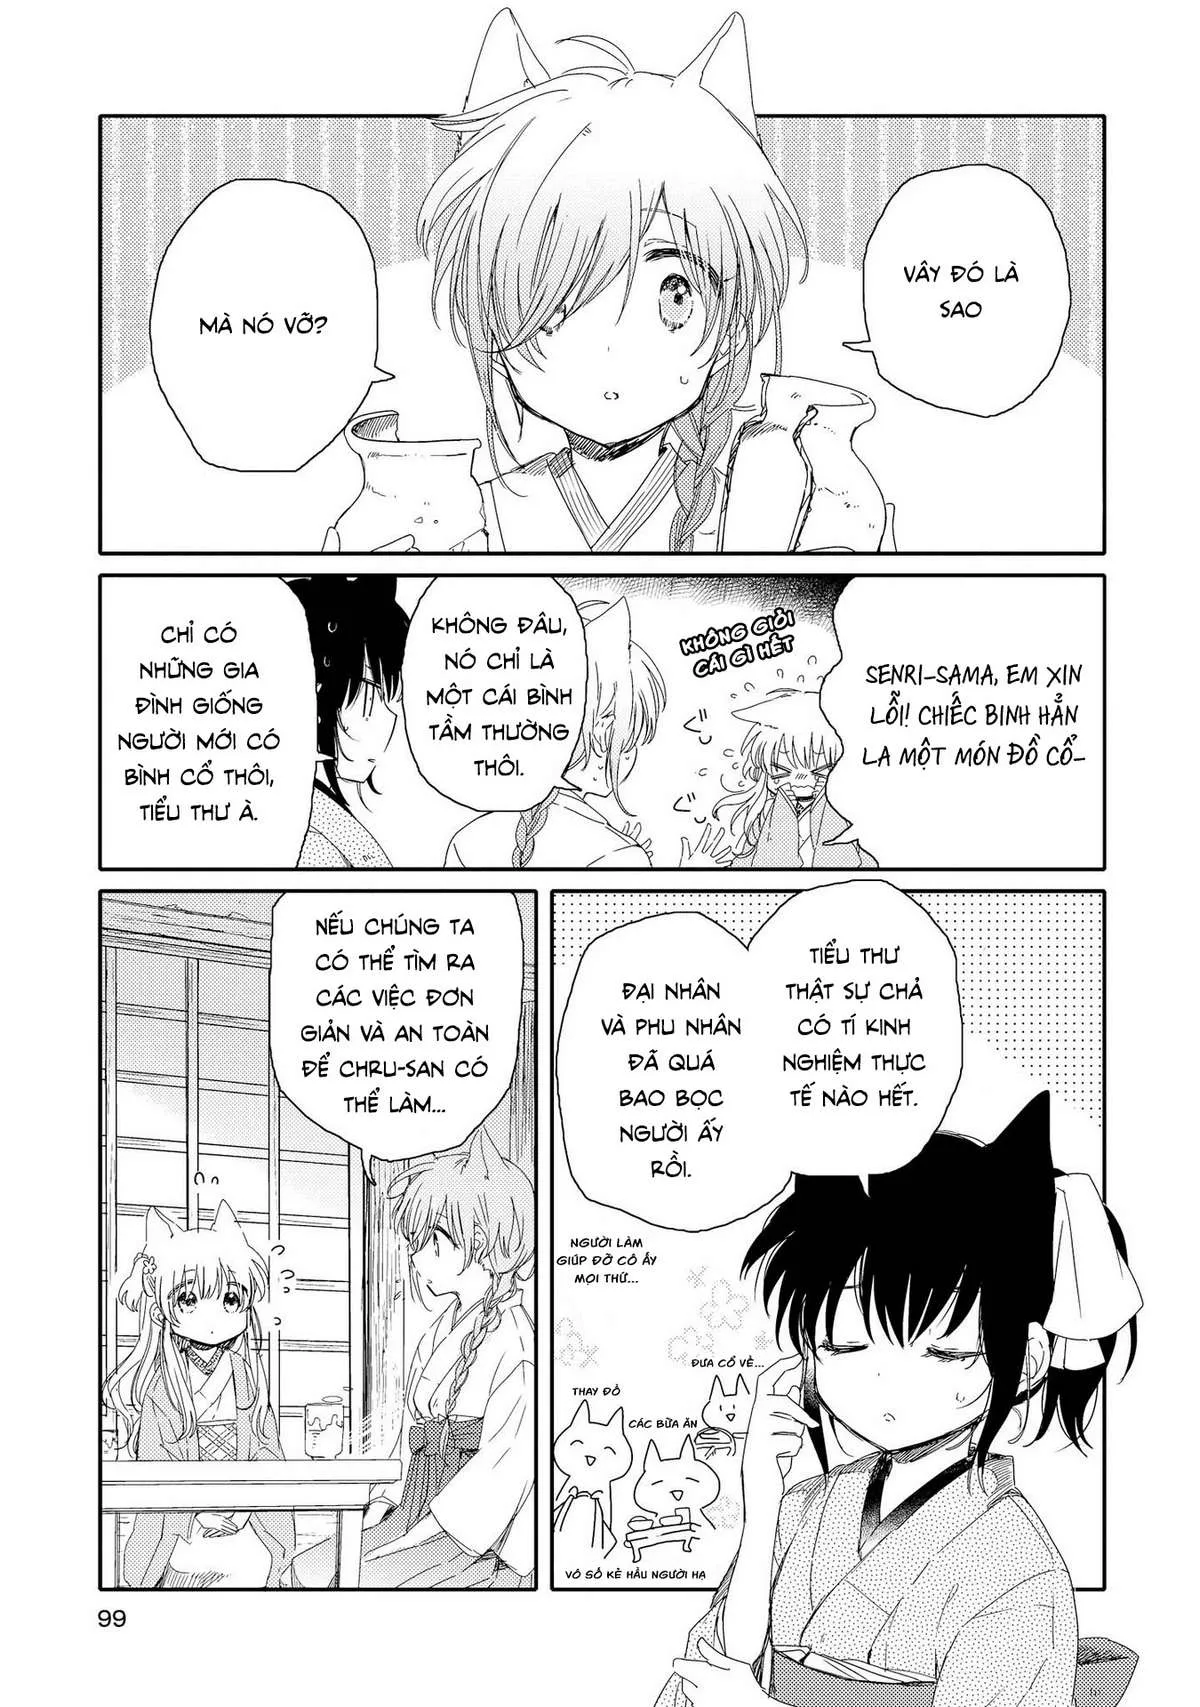 VÂY ĐÓ LÀ
SAO
MÀ NÓ VỠ?
SENRI-SAMA, EM XIN
LỖI! CHIẾC BINH HẲN
LA MỘT MÓN ĐỒ CỔ-
KHÔNG GIỎI
CÁI GÌ HẾT
KHÔNG ĐÂU,
NÓ CHỈ LÀ
MỘT CÁI BÌNH
TẦM THƯỜNG
THÔI.
CHỈ CÓ
NHỮNG GIA
ĐÌNH GIỐNG
NGƯỜI MỚI CÓ
BÌNH CỔ THÔI,
TIỂU THƯ À.
TIỂU THƯ
THẬT SỰ CHẢ
CÓ TÍ KINH
NGHIỆM THỰC
TẾ NÀO HẾT.
ĐẠI NHÂN
VÀ PHU NHÂN
ĐÃ QUÁ
BAO BỌC
NGƯỜI ẤY
RỒI.
NGƯỜI LÀM
GIÚP ĐỠ CÔ ẤY
MỌI THỨ...
ĐƯA CỔ VỀ...
CÁC BỮA ĂN
THAY ĐỒ
VÔ SỐ KẺ HẦU NGƯỜI HẠ
NẾU CHÚNG TA
CÓ THỂ TÌM RA
CÁC VIỆC ĐƠN
GIẢN VÀ AN TOÀN
ĐỂ CHRU-SAN CÓ
THỂ LÀM...
99